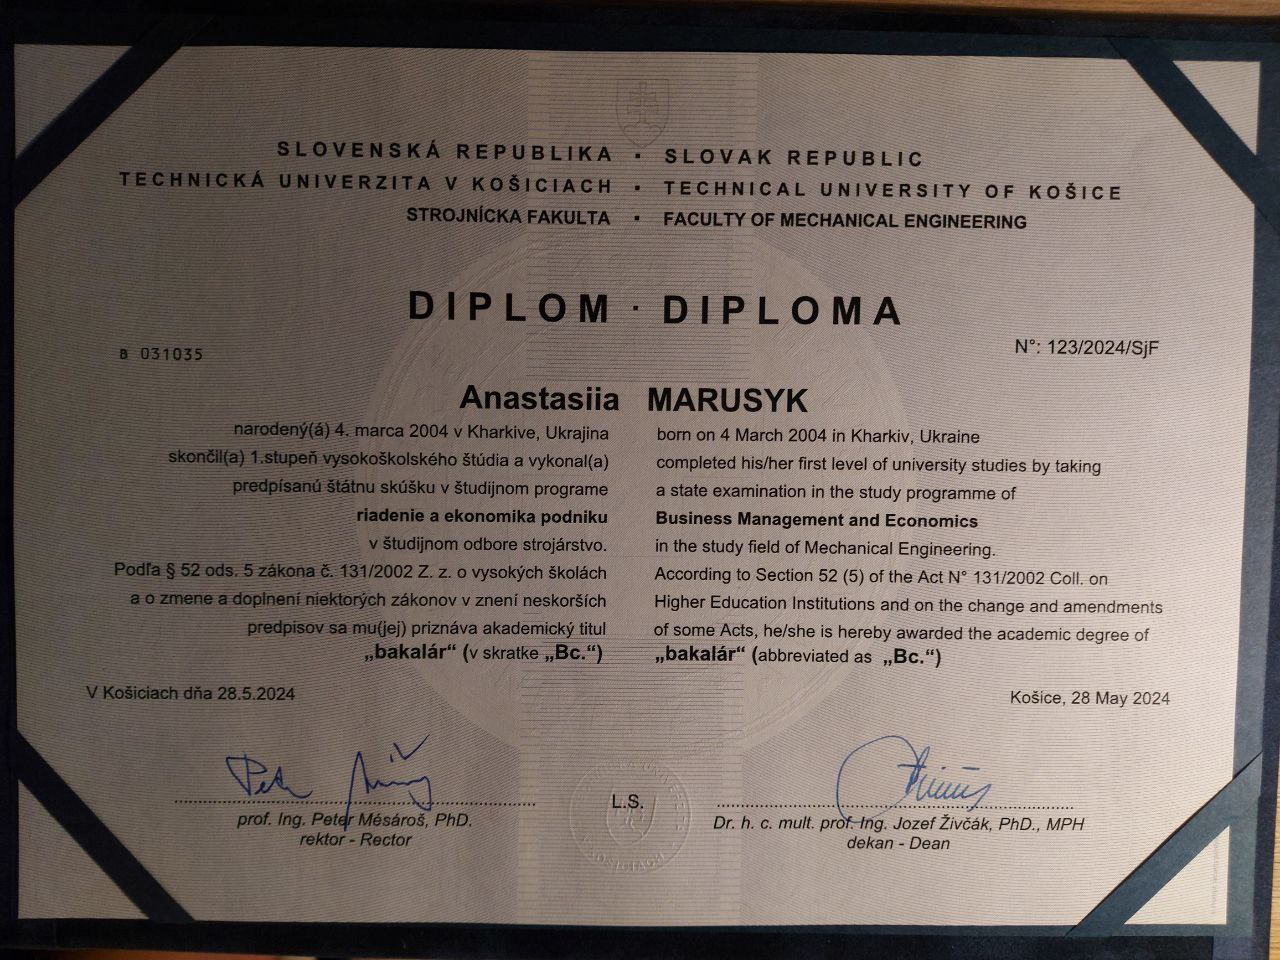 SLOVENSKÁ REPUBLIKA ▪ SLOVAK REPUBLIC
TECHNICKÁ UNIVERZITA V KOŠICIACH ▪ TECHNICAL UNIVERSITY OF KOŠICE
STROJNÍCKA FAKULTA ▪ FACULTY OF MECHANICAL ENGINEERING
DIPLOM · DIPLOMA
B 031035
N°: 123/2024/SjF
Anastasiia MARUSYK
narodený(á) 4. marca 2004 v Kharkive, Ukrajina
skončil(a) 1.stupeň vysokoškolského štúdia a vykonal(a)
predpísanú štátnu skúšku v študijnom programe
riadenie a ekonomika podniku
v študijnom odbore strojárstvo.
Podľa § 52 ods. 5 zákona č. 131/2002 Z. z. o vysokých školách
a o zmene a doplnení niektorých zákonov v znení neskorších
predpisov sa mu(jej) priznáva akademický titul
„bakalár“ (v skratke „Bc.“)
born on 4 March 2004 in Kharkiv, Ukraine
completed his/her first level of university studies by taking
a state examination in the study programme of
Business Management and Economics
in the study field of Mechanical Engineering.
According to Section 52 (5) of the Act N° 131/2002 Coll. on
Higher Education Institutions and on the change and amendments
of some Acts, he/she is hereby awarded the academic degree of
„bakalár“ (abbreviated as „Bc.“)
V Košiciach dňa 28.5.2024
Košice, 28 May 2024
L.S.
prof. Ing. Peter Mésároš, PhD.
rektor - Rector
Dr. h. c. mult. prof. Ing. Jozef Živčák, PhD., MPH
dekan - Dean